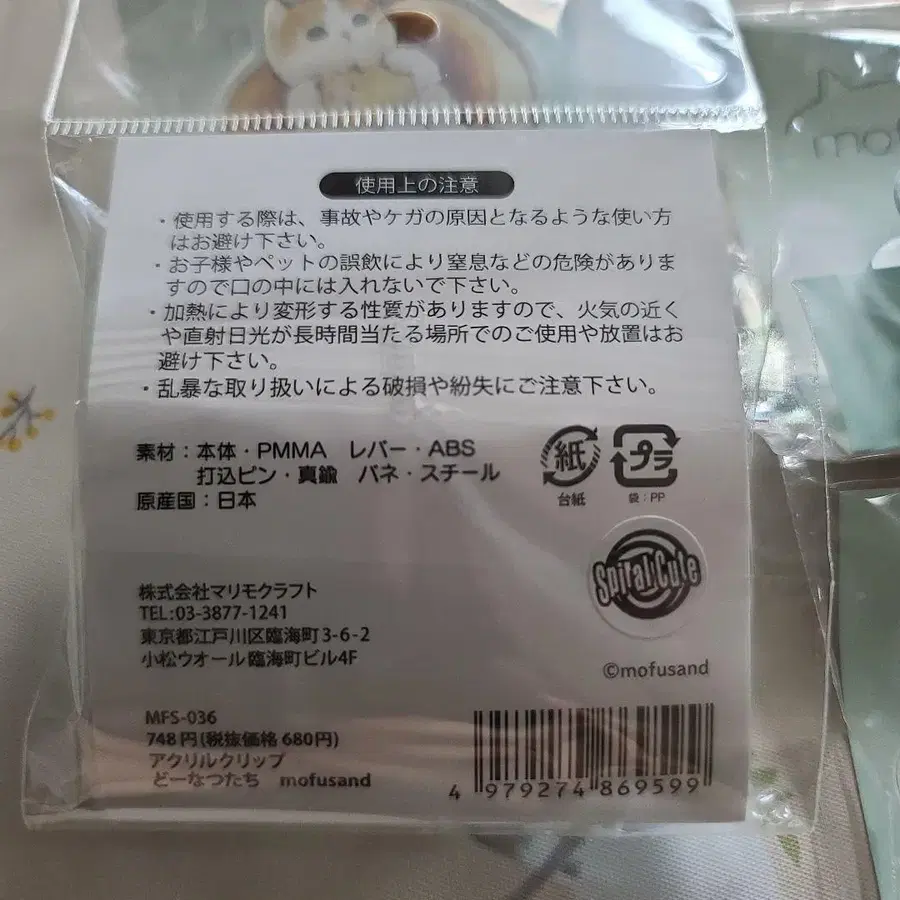 mof
使用上の注意
・使用する際は、事故やケガの原因となるような使い方
はお避け下さい。
・お子様やペットの誤飲により窒息などの危険がありま
すので口の中には入れないで下さい。
・加熱により変形する性質がありますので、火気の近く
や直射日光が長時間当たる場所でのご使用や放置はお
避け下さい。
・乱暴な取り扱いによる破損や紛失にご注意下さい。
素材：本体・PMMA レバー・ABS
打込ピン・真鍮 バネ・スチール
原産国：日本
紙
台紙
プラ
袋：PP
Spiral Cute
株式会社マリモクラフト
TEL:03-3877-1241
東京都江戸川区臨海町3-6-2
小松ウオール臨海町ビル4F
©mofusand
MFS-036
748円(税抜価格680円)
アクリルクリップ
どーなつたち mofusand
4 979274 869599